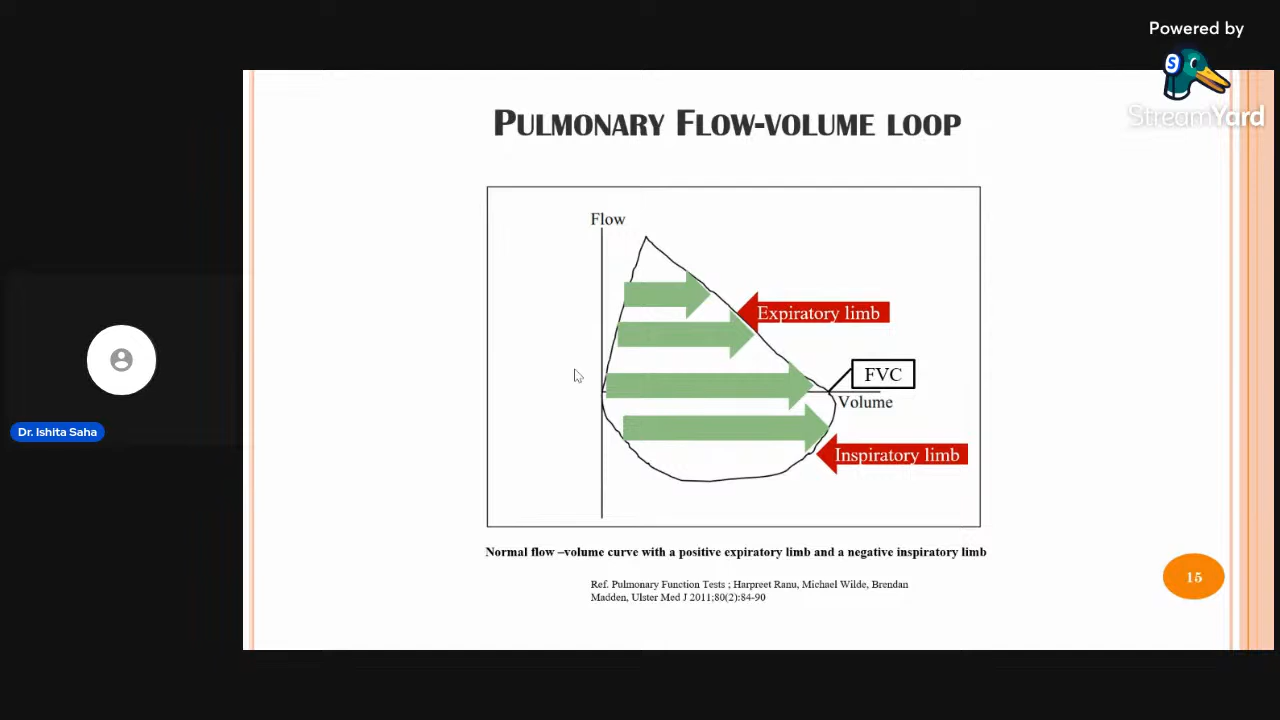 Powered by
S
StreamYard
PULMONARY FLOW-VOLUME LOOP
Flow
Expiratory limb
FVC
Volume
Inspiratory limb
Dr. Ishita Saha
Normal flow –volume curve with a positive expiratory limb and a negative inspiratory limb
Ref. Pulmonary Function Tests ; Harpreet Ranu, Michael Wilde, Brendan
Madden, Ulster Med J 2011;80(2):84-90
15